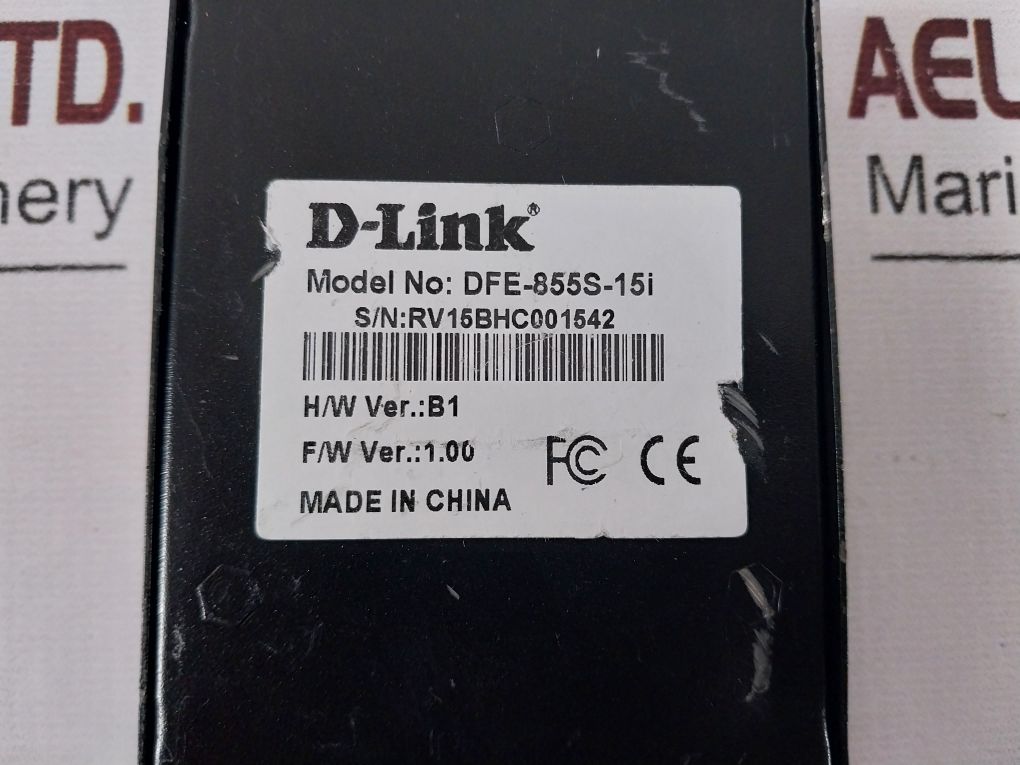 TD.
nery
AEL
Mari
D-Link®
Model No: DFE-855S-15i
S/N:RV15BHC001542
H/W Ver.:B1
F/W Ver.:1.00
FC CE
MADE IN CHINA